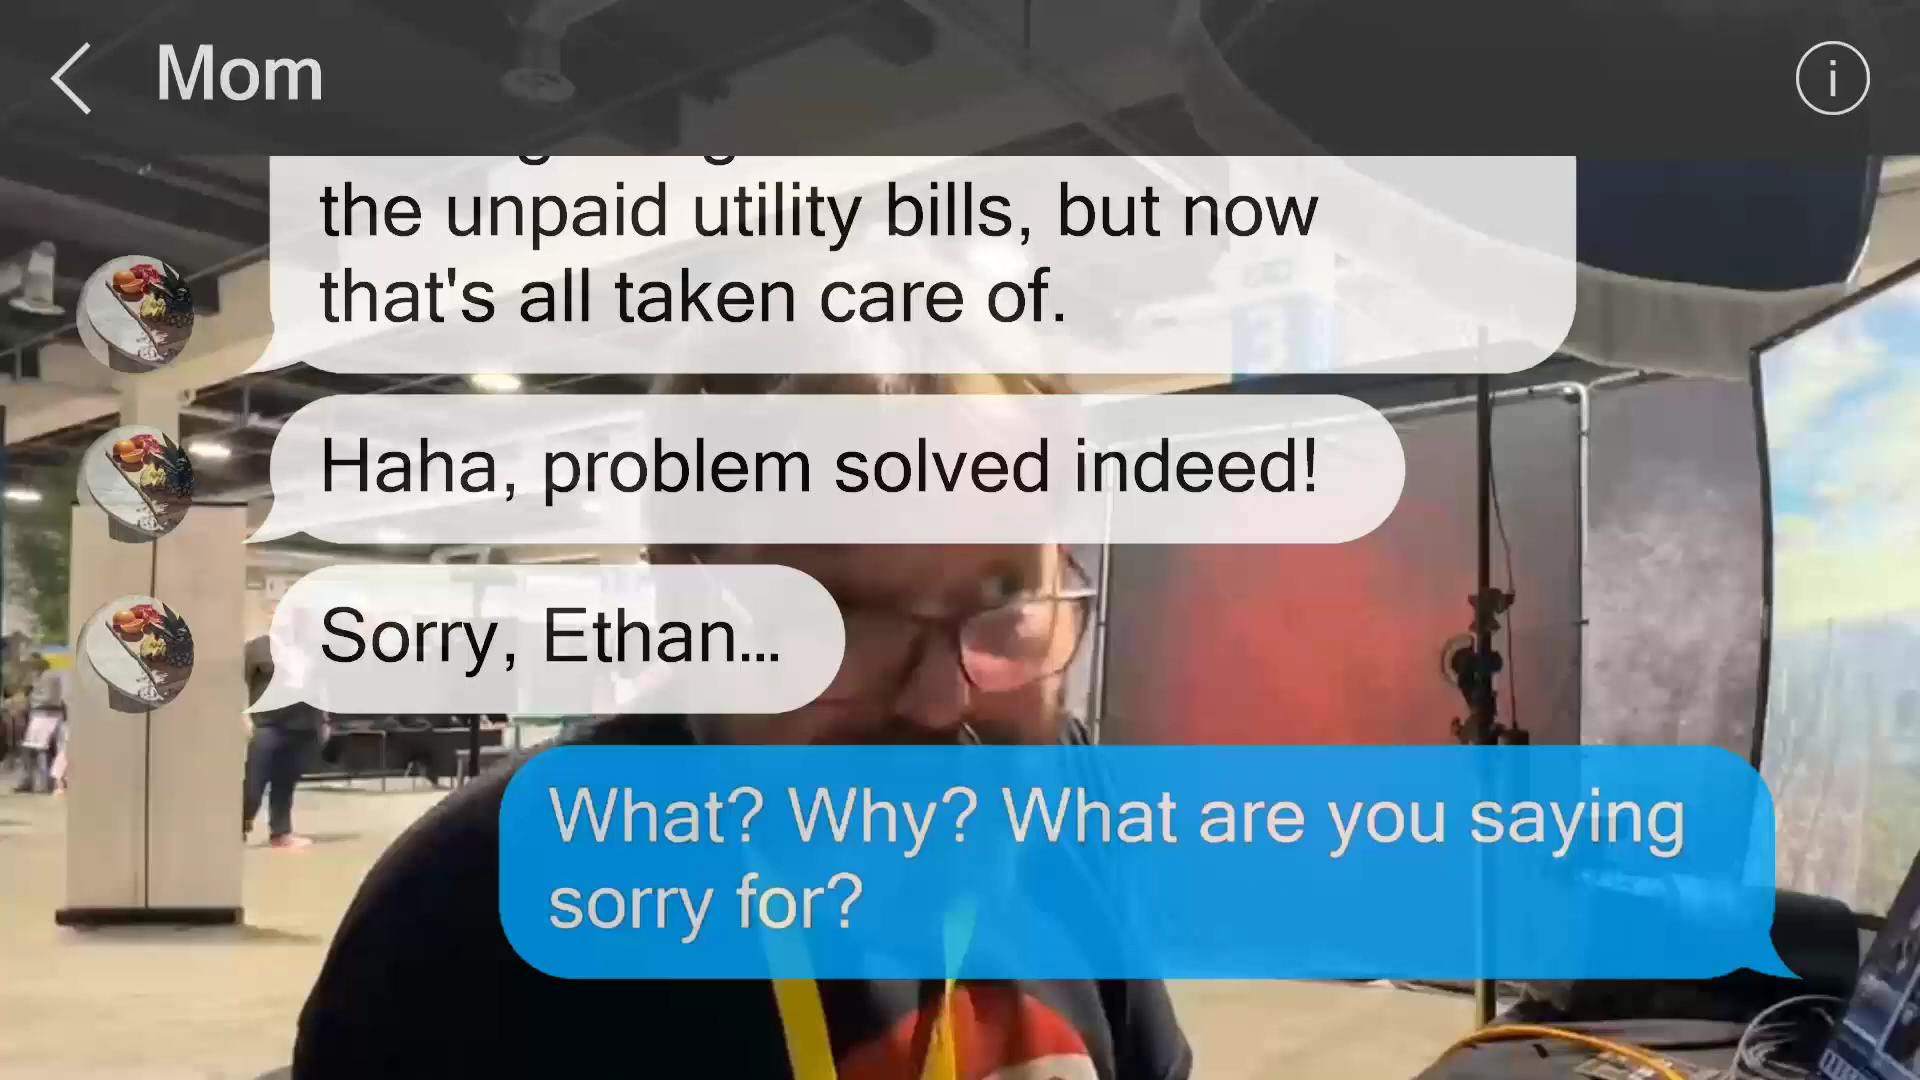 Mom
i
the unpaid utility bills, but now
that's all taken care of.
Haha, problem solved indeed!
Sorry, Ethan...
What? Why? What are you saying
sorry for?
3